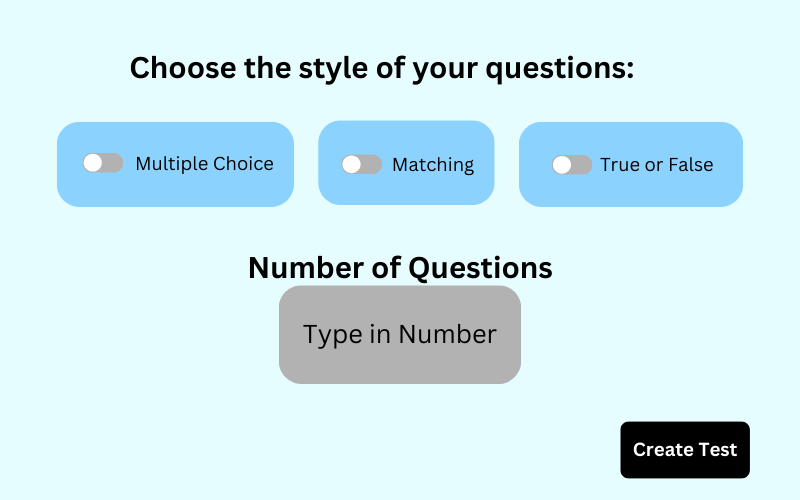 Choose the style of your questions:
Multiple Choice
Matching
True or False
Number of Questions
Type in Number
Create Test